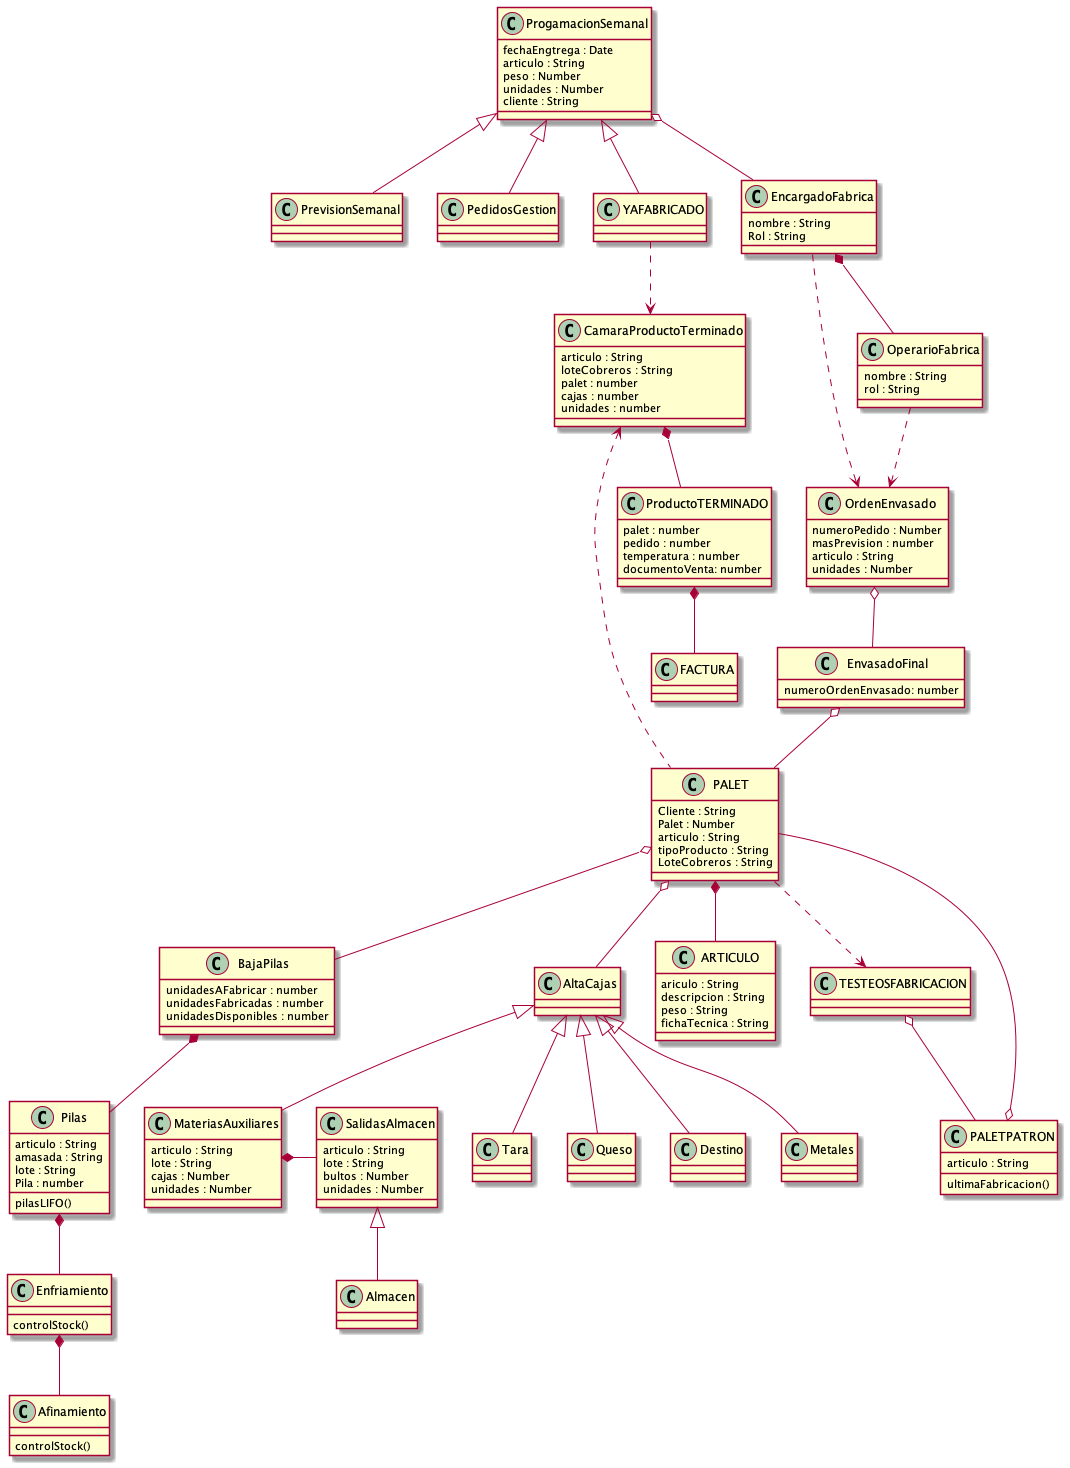 C ProgamacionSemanal
fechaEngtrega : Date
articulo : String
peso : Number
unidades : Number
cliente : String
C PrevisionSemanal
C PedidosGestion
C YAFABRICADO
C EncargadoFabrica
nombre : String
Rol : String
C CamaraProductoTerminado
articulo : String
loteCobreros : String
palet : number
cajas : number
unidades : number
C OperarioFabrica
nombre : String
rol : String
C ProductoTERMINADO
palet : number
pedido : number
temperatura : number
documentoVenta: number
C OrdenEnvasado
numeroPedido : Number
masPrevision : number
articulo : String
unidades : Number
C FACTURA
C EnvasadoFinal
numeroOrdenEnvasado: number
C PALET
Cliente : String
Palet : Number
articulo : String
tipoProducto : String
LoteCobreros : String
C BajaPilas
unidadesAFabricar : number
unidadesFabricadas : number
unidadesDisponibles : number
C AltaCajas
C ARTICULO
ariculo : String
descripcion : String
peso : String
fichaTecnica : String
C TESTEOSFABRICACION
C Pilas
articulo : String
amasada : String
lote : String
Pila : number
pilasLIFO()
C MateriasAuxiliares
articulo : String
lote : String
cajas : Number
unidades : Number
C SalidasAlmacen
articulo : String
lote : String
bultos : Number
unidades : Number
C Tara
C Queso
C Destino
C Metales
C PALETPATRON
articulo : String
ultimaFabricacion()
C Enfriamiento
controlStock()
C Almacen
C Afinamiento
controlStock()